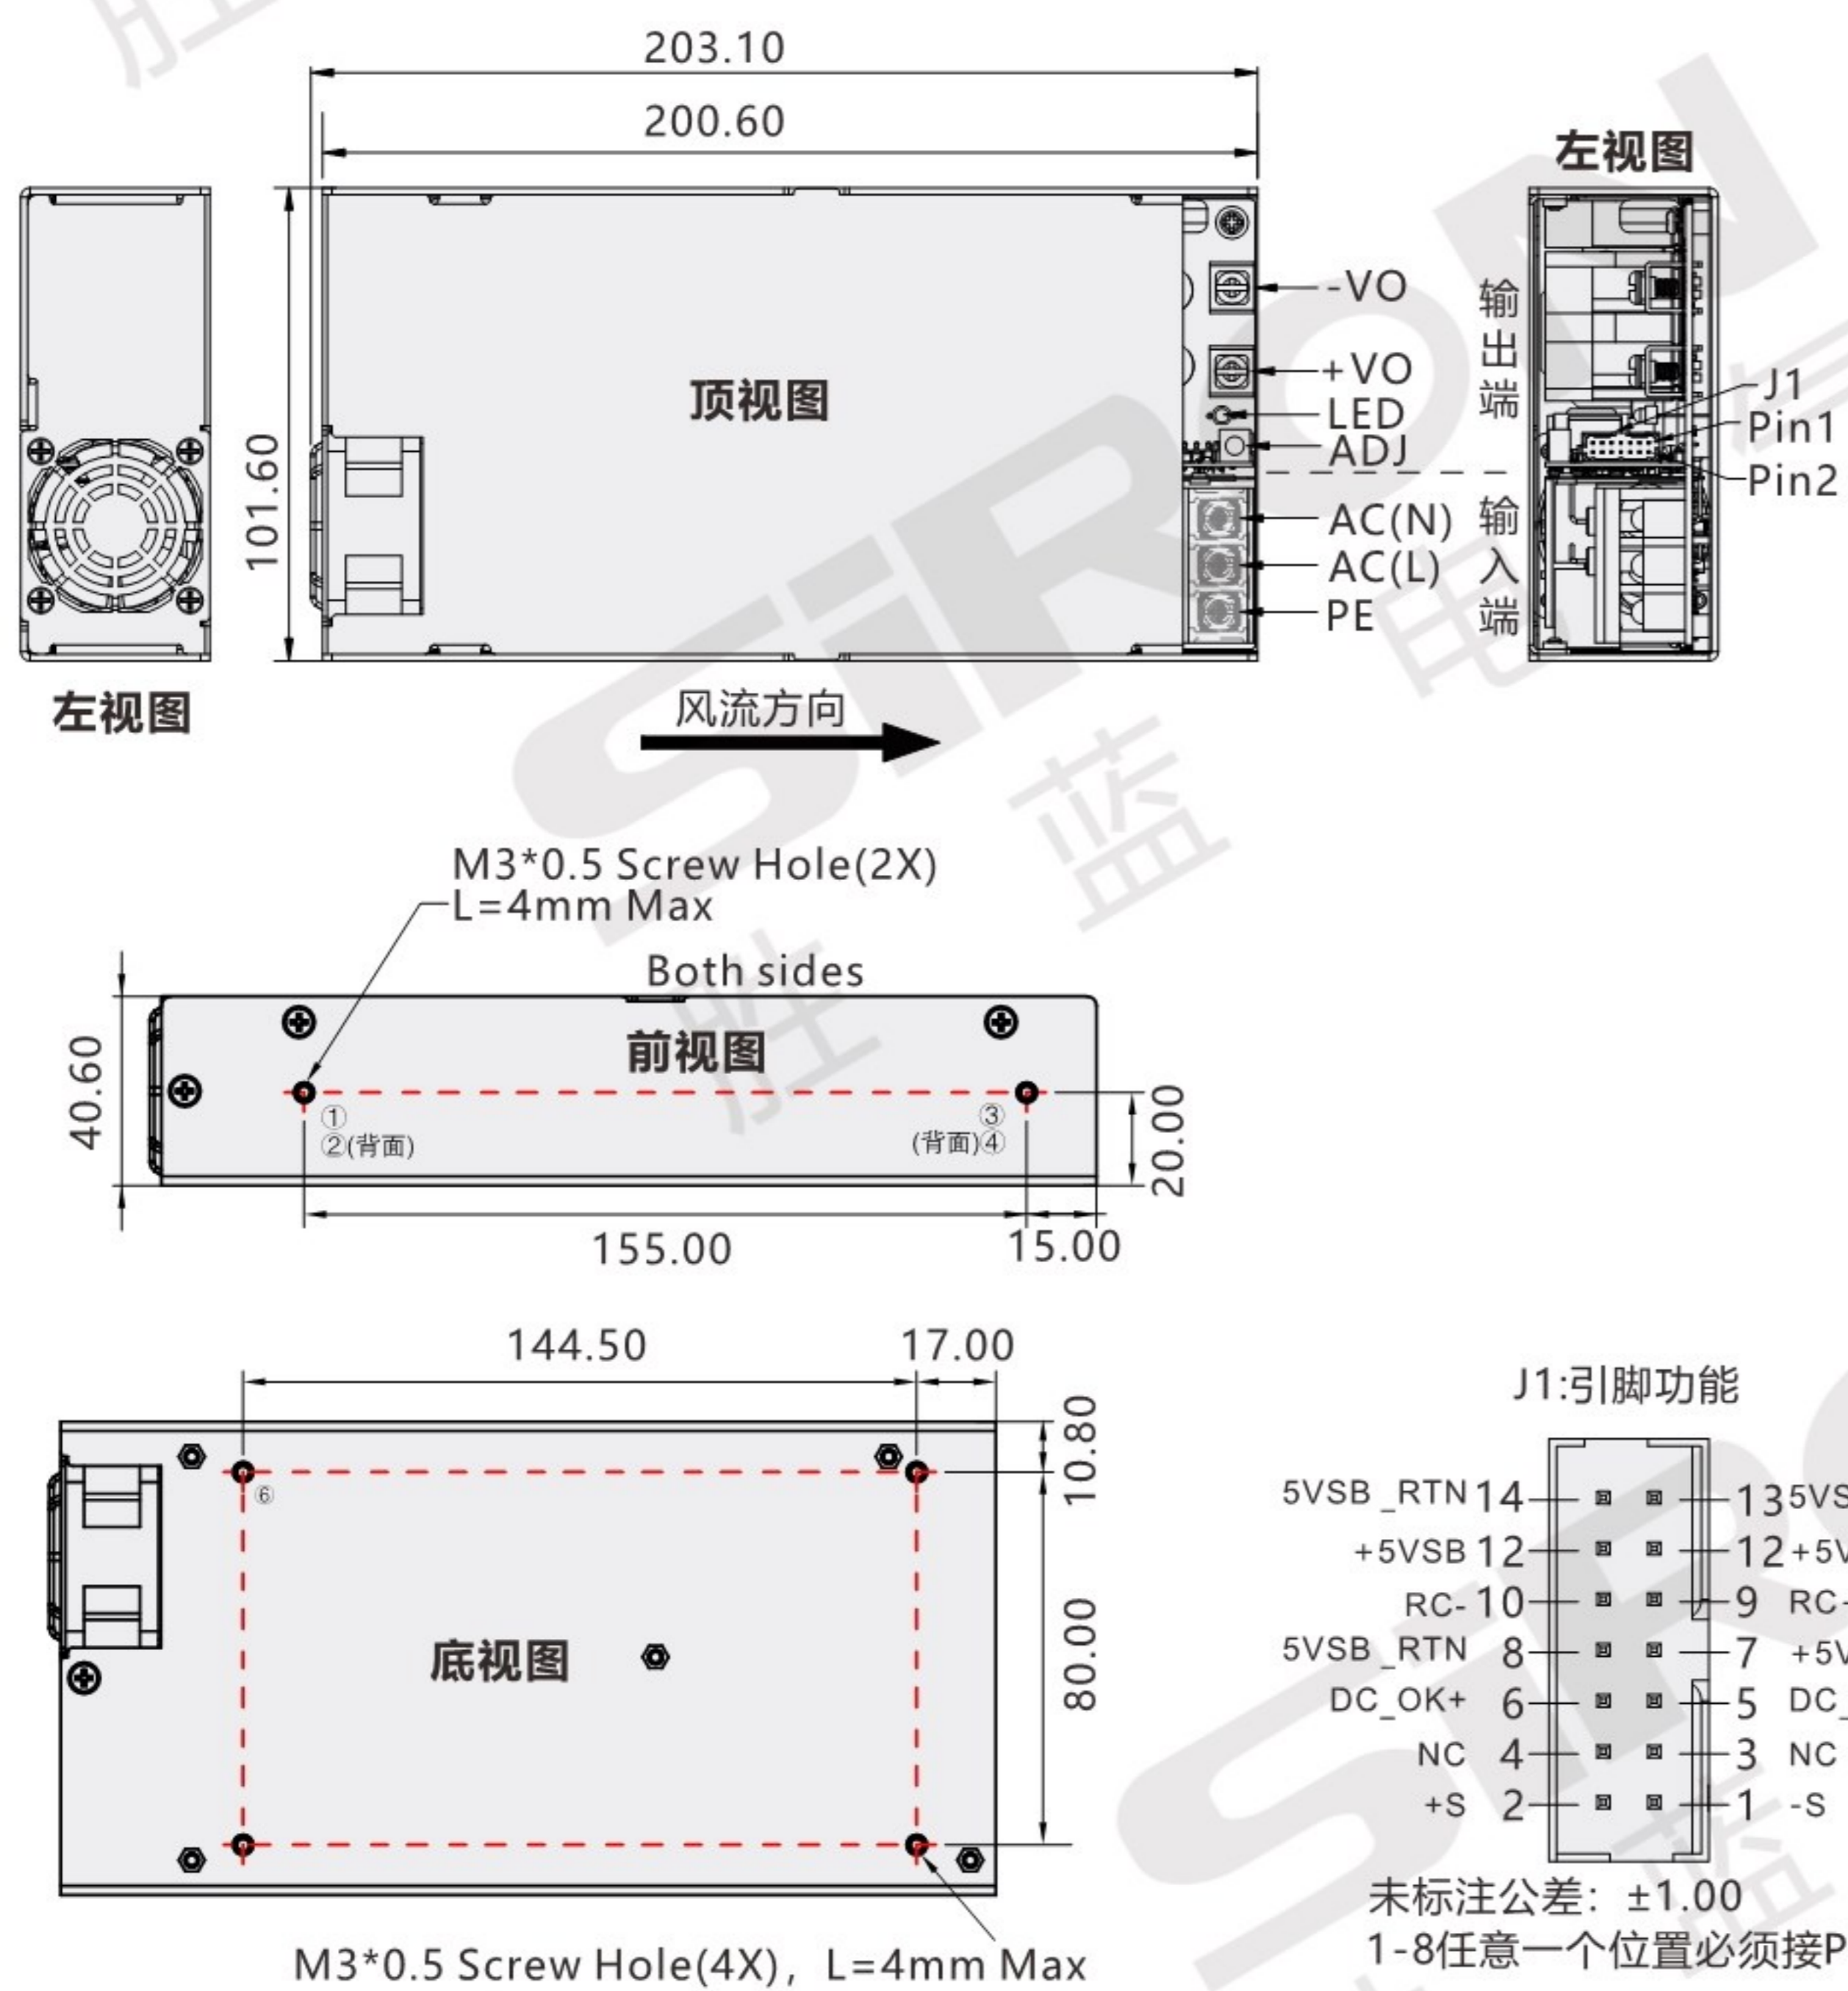 203.10
200.60
左视图
101.60
顶视图
-VO
+VO
LED
ADJ
AC(N)
AC(L)
PE
输出端
输入端
J1
Pin1
Pin2
左视图
风流方向
M3*0.5 Screw Hole(2X)
L=4mm Max
Both sides
前视图
40.60
①
②(背面)
③
(背面)④
20.00
155.00
15.00
144.50
17.00
10.80
80.00
⑥
底视图
M3*0.5 Screw Hole(4X), L=4mm Max
J1:引脚功能
5VSB_RTN 14 13 5VS
+5VSB 12 12 +5V
RC- 10 9 RC-
5VSB_RTN 8 7 +5V
DC_OK+ 6 5 DC_
NC 4 3 NC
+S 2 1 -S
未标注公差: ±1.00
1-8任意一个位置必须接P
SiRON
胜蓝电气